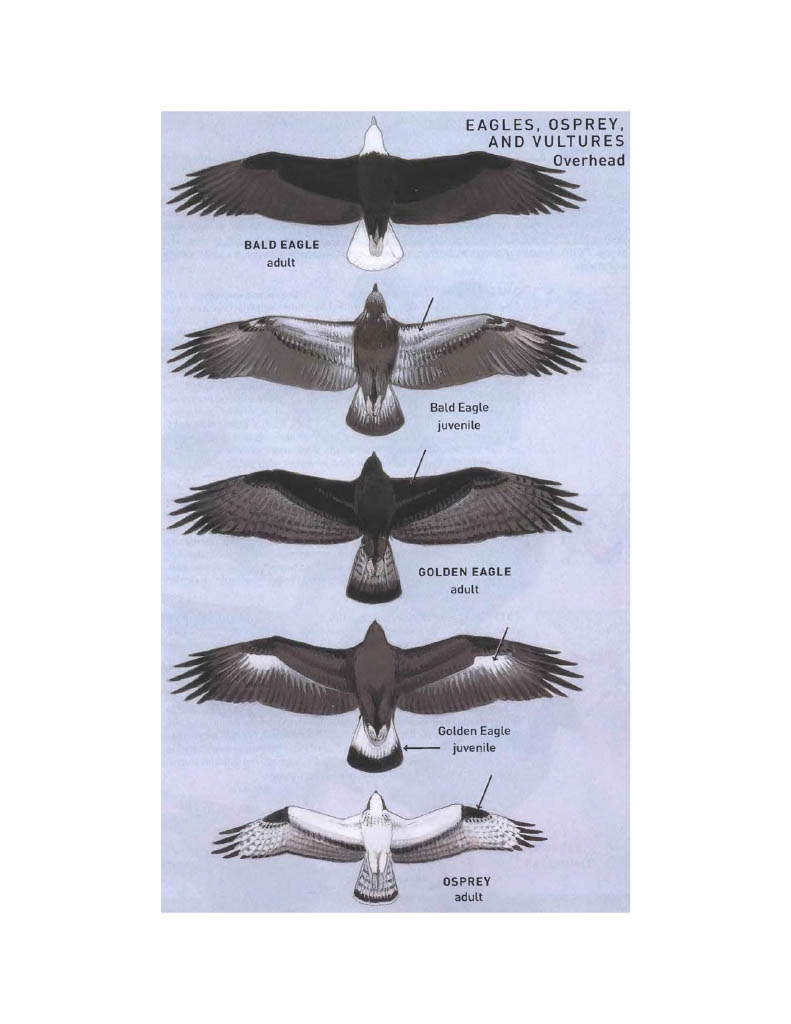 EAGLES, OSPREY,
AND VULTURES
Overhead
BALD EAGLE
adult
Bald Eagle
juvenile
GOLDEN EAGLE
adult
Golden Eagle
juvenile
OSPREY
adult